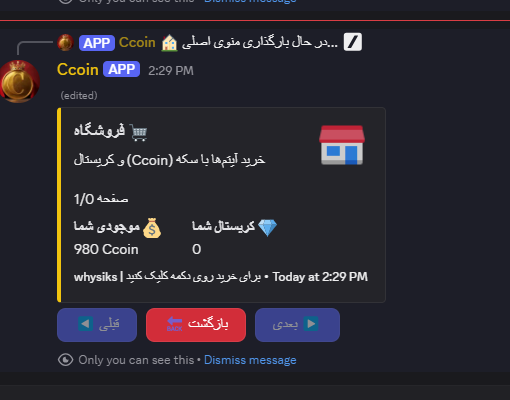 Only you can see this • Dismiss message
APP Ccoin در حال بارگذاری منوی اصلی...
Ccoin APP 2:29 PM
(edited)
فروشگاه
خرید آیتم‌ها با سکه (Ccoin) و کریستال
صفحه 1/0
موجودی شما
980 Ccoin
کریستال شما
0
whysiks | برای خرید روی دکمه کلیک کنید • Today at 2:29 PM
قبلی
بازگشت
بعدی
Only you can see this • Dismiss message